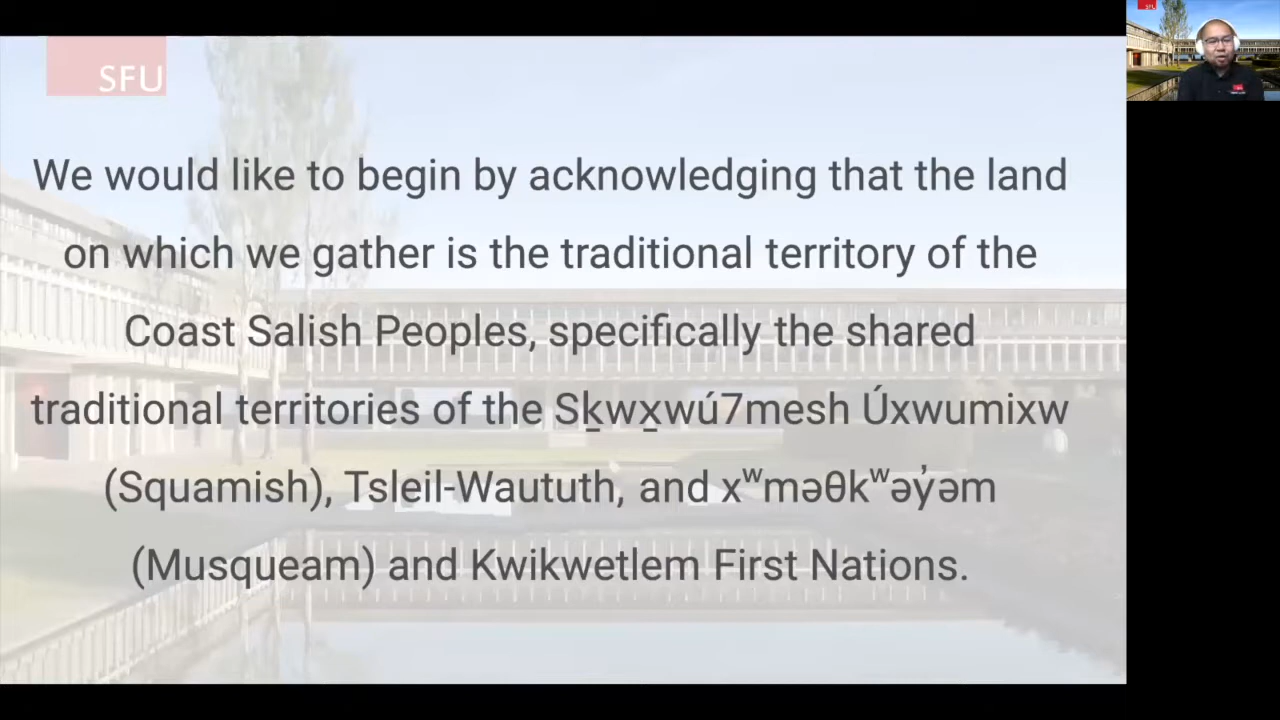 SFU
We would like to begin by acknowledging that the land
on which we gather is the traditional territory of the
Coast Salish Peoples, specifically the shared
traditional territories of the Sḵwx̱wú7mesh Úxwumixw
(Squamish), Tsleil-Waututh, and xʷməθkʷəy̓əm
(Musqueam) and Kwikwetlem First Nations.
SFU